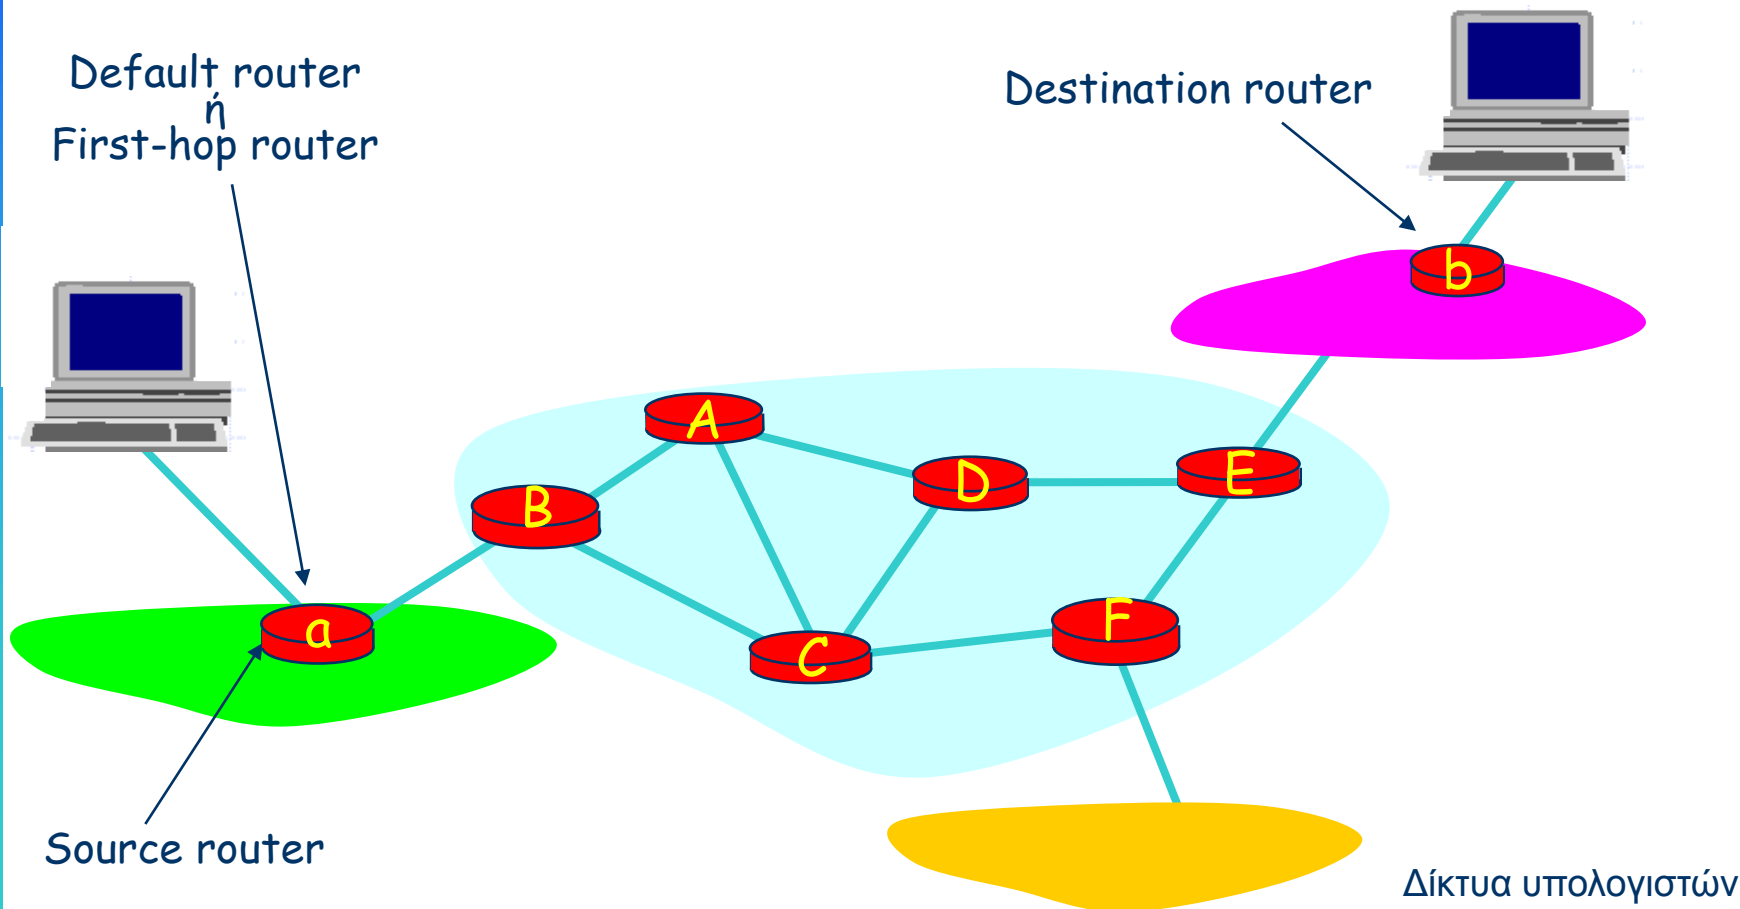 Default router
ή
First-hop router
Destination router
b
A
D
E
B
a
C
F
Source router
Δίκτυα υπολογιστών